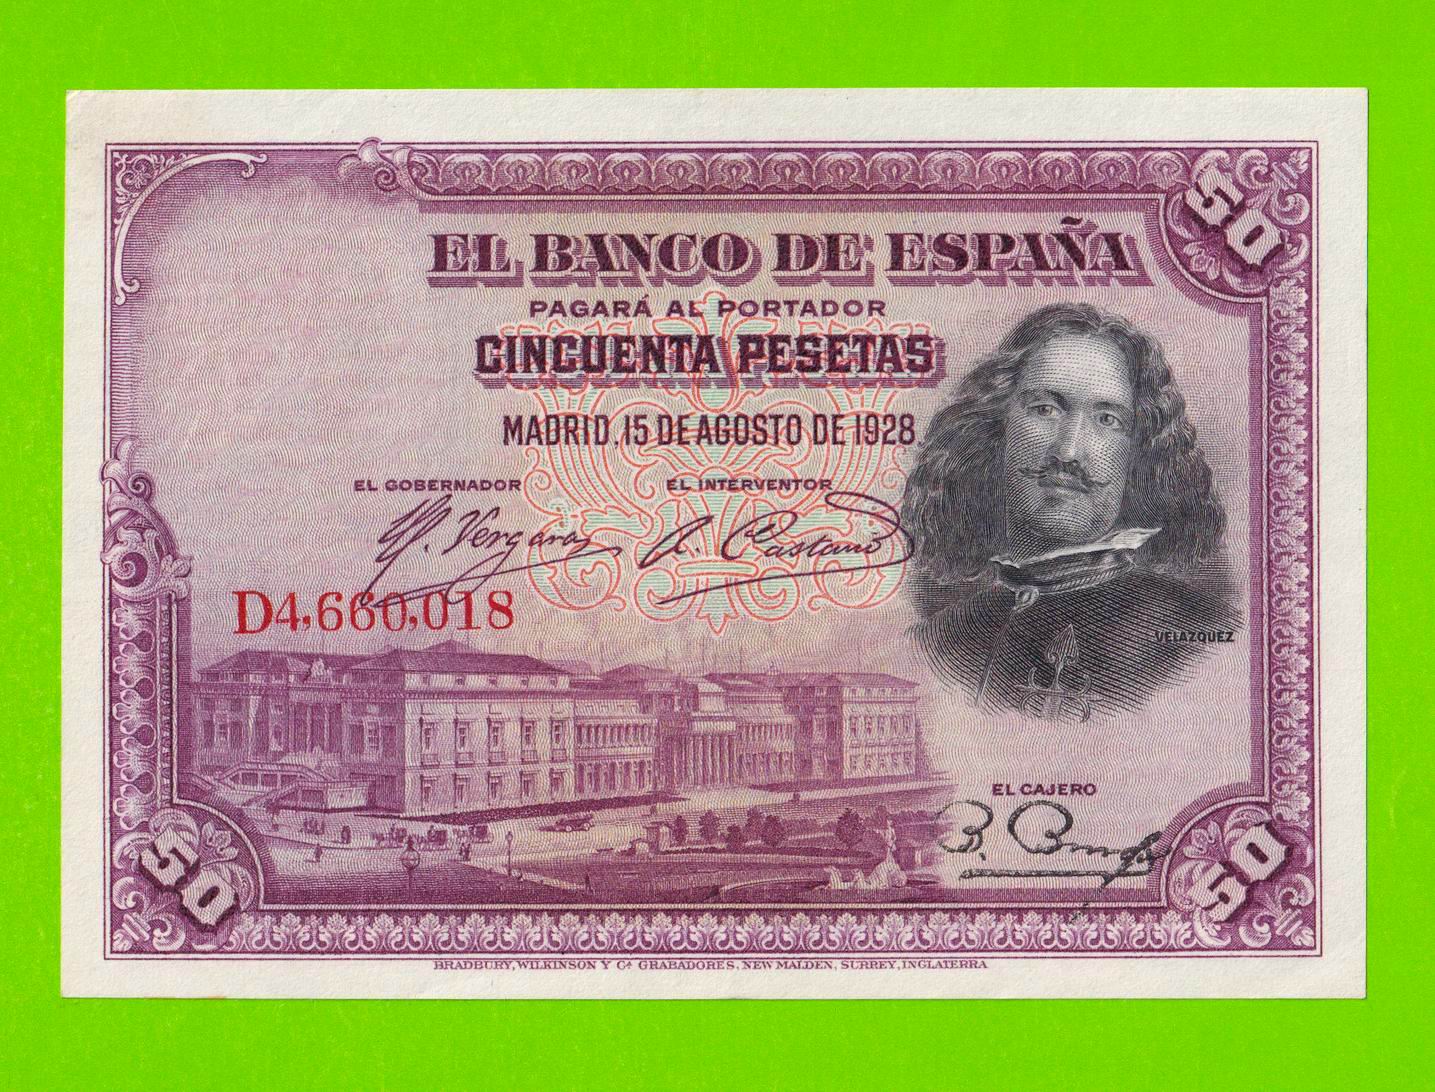 50
EL BANCO DE ESPAÑA
PAGARÁ AL PORTADOR
CINCUENTA PESETAS
MADRID, 15 DE AGOSTO DE 1928.
EL GOBERNADOR EL INTERVENTOR
VELAZQUEZ
D4,660,018
EL CAJERO
50 50
BRADBURY, WILKINSON Y Cª GRABADORES, NEW MALDEN, SURREY, INGLATERRA